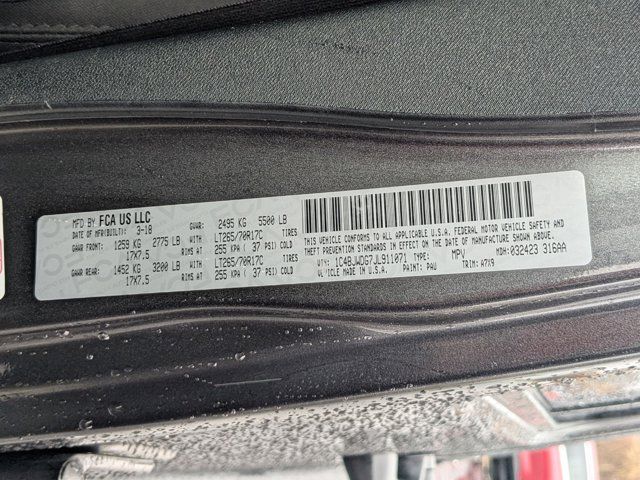 MFD BY FCA US LLC
DATE OF MFR(BUILT): 3-18 GVWR: 2495 KG 5500 LB
GAWR FRONT: 1259 KG 2775 LB WITH LT265/70R17C TIRES
17X7.5 RIMS AT 255 KPA ( 37 PSI) COLD
GAWR REAR: 1452 KG 3200 LB WITH LT265/70R17C TIRES
17X7.5 RIMS AT 255 KPA ( 37 PSI) COLD
THIS VEHICLE CONFORMS TO ALL APPLICABLE U.S.A. FEDERAL MOTOR VEHICLE SAFETY AND
THEFT PREVENTION STANDARDS IN EFFECT ON THE DATE OF MANUFACTURE SHOWN ABOVE.
VIN: 1C4BJWDG7JL911071 TYPE: MPV MDH: 032423 316AA
VEHICLE MADE IN U.S.A. PAINT: PAU TRIM: A7X9